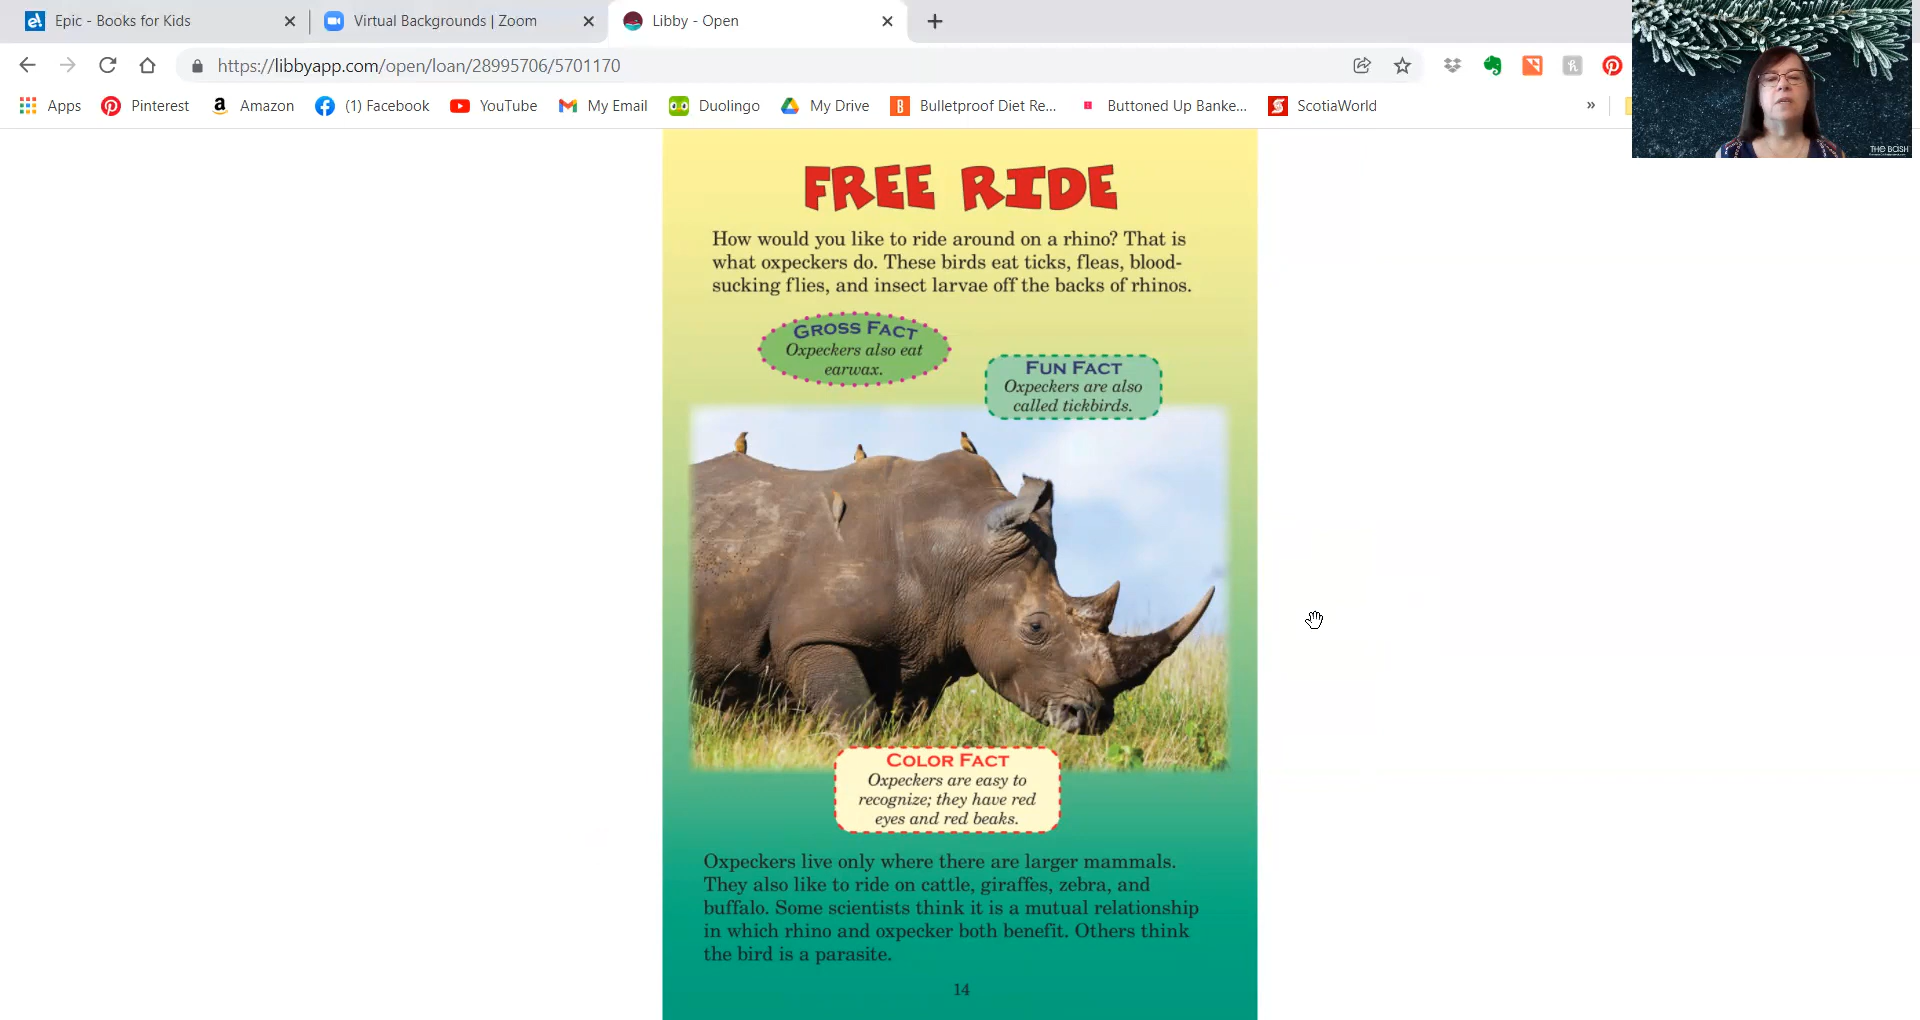 Epic - Books for Kids
Virtual Backgrounds | Zoom
Libby - Open
https://libbyapp.com/open/loan/28995706/5701170
Apps
Pinterest
Amazon
(1) Facebook
YouTube
My Email
Duolingo
My Drive
Bulletproof Diet Re...
Buttoned Up Banke...
ScotiaWorld
»
THE BASH
FREE RIDE
How would you like to ride around on a rhino? That is
what oxpeckers do. These birds eat ticks, fleas, blood-
sucking flies, and insect larvae off the backs of rhinos.
GROSS FACT
Oxpeckers also eat
earwax.
FUN FACT
Oxpeckers are also
called tickbirds.
COLOR FACT
Oxpeckers are easy to
recognize; they have red
eyes and red beaks.
Oxpeckers live only where there are larger mammals.
They also like to ride on cattle, giraffes, zebra, and
buffalo. Some scientists think it is a mutual relationship
in which rhino and oxpecker both benefit. Others think
the bird is a parasite.
14